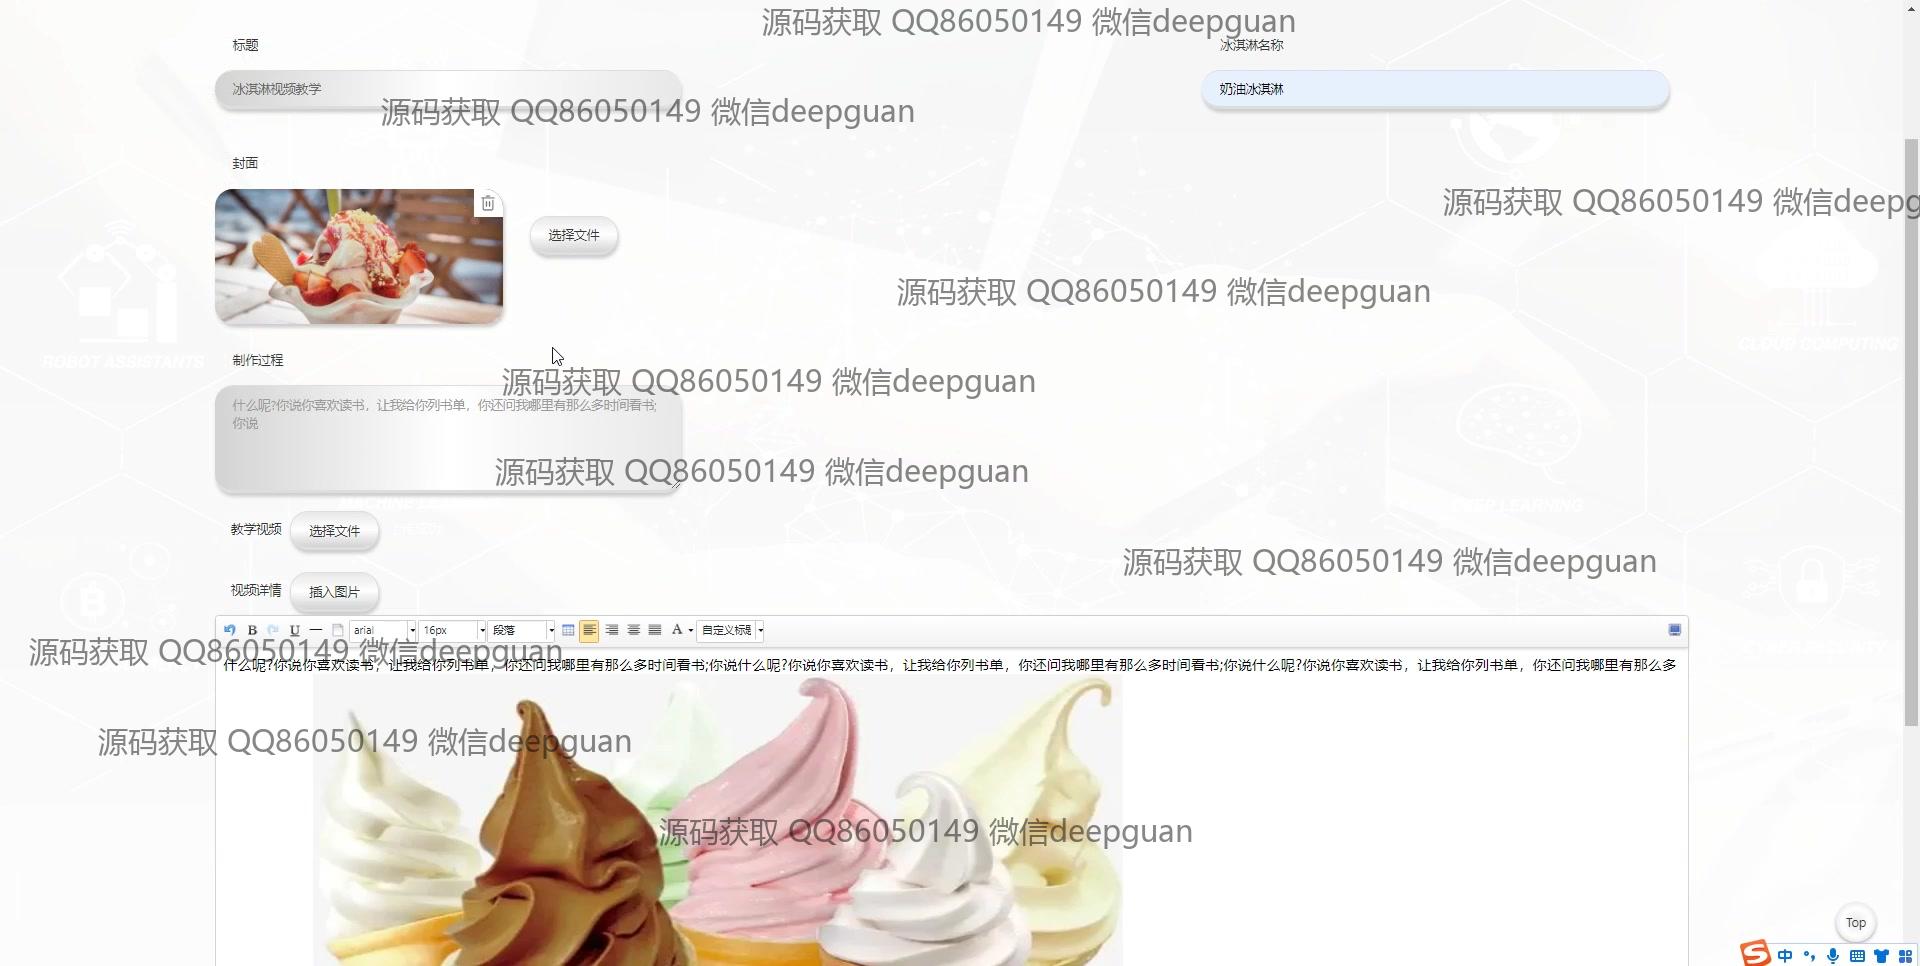 源码获取 QQ86050149 微信deepguan
标题
冰淇淋名称
冰淇淋视频教学
奶油冰淇淋
源码获取 QQ86050149 微信deepguan
封面
源码获取 QQ86050149 微信deepg
选择文件
源码获取 QQ86050149 微信deepguan
CLOUD COMPUTING
ROBOT ASSISTANTS
制作过程
源码获取 QQ86050149 微信deepguan
什么呢?你说你喜欢读书，让我给你列书单，你还问我哪里有那么多时间看书;
你说
源码获取 QQ86050149 微信deepguan
DEEP LEARNING
教学视频
选择文件
源码获取 QQ86050149 微信deepguan
视频详情
插入图片
B U arial 16px 段落 A 自定义标题
源码获取 QQ86050149 微信deepguan
什么呢?你说你喜欢读书，让我给你列书单，你还问我哪里有那么多时间看书;你说什么呢?你说你喜欢读书，让我给你列书单，你还问我哪里有那么多时间看书;你说什么呢?你说你喜欢读书，让我给你列书单，你还问我哪里有那么多
源码获取 QQ86050149 微信deepguan
源码获取 QQ86050149 微信deepguan
Top
中